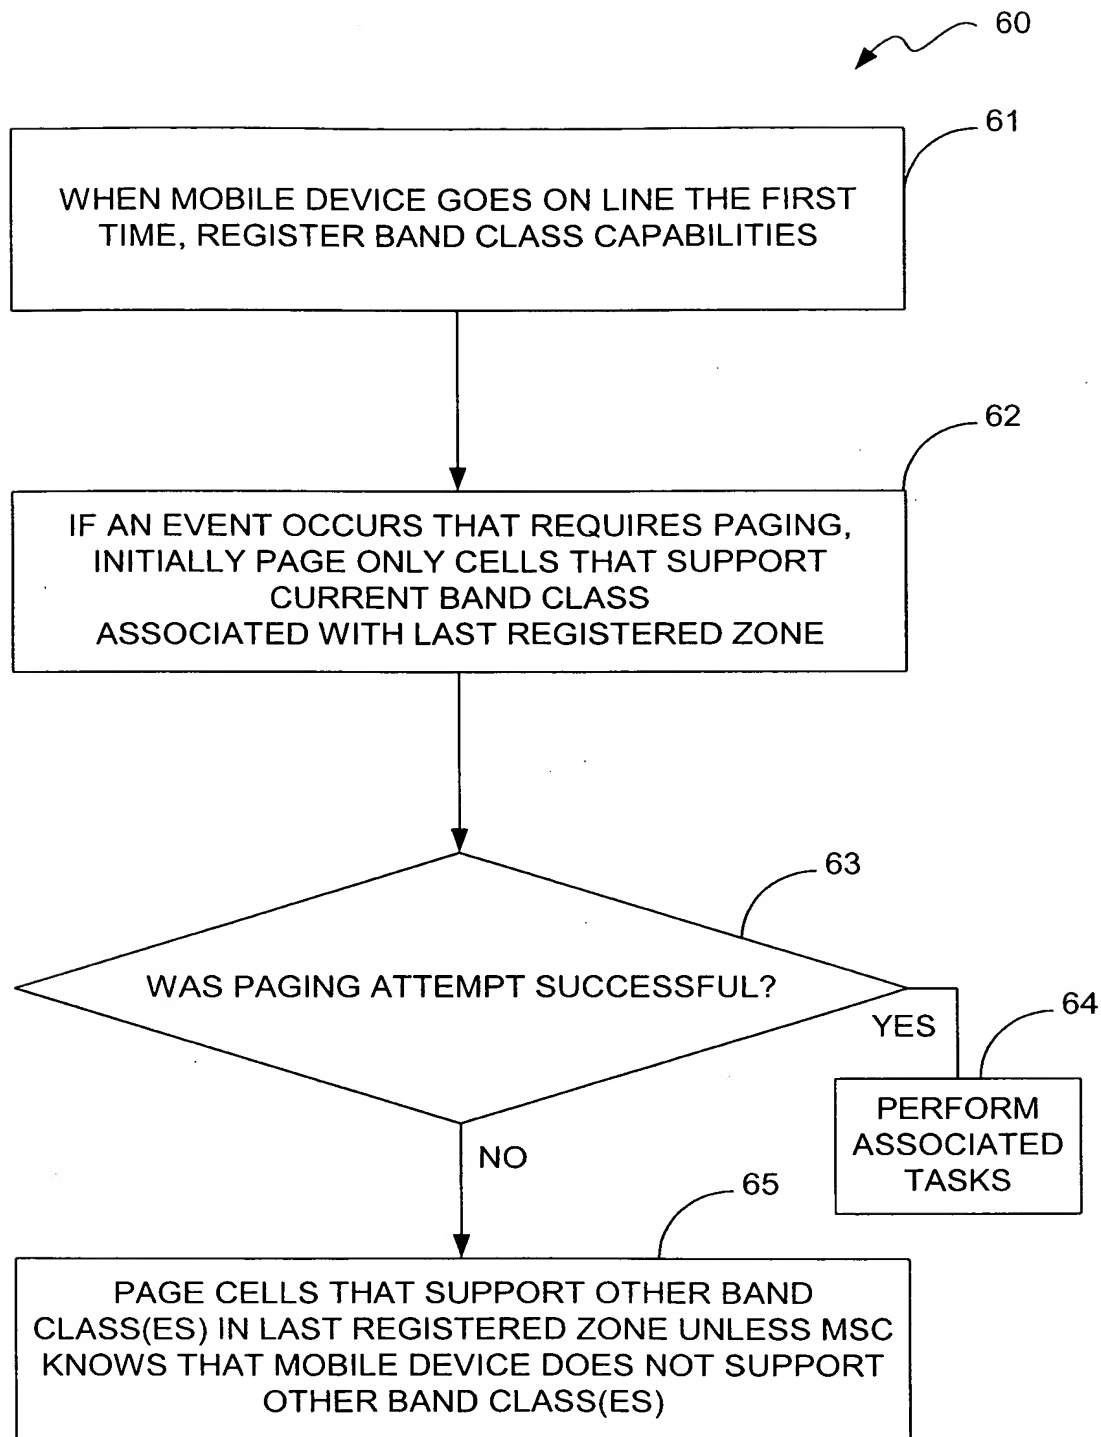 60
61
WHEN MOBILE DEVICE GOES ON LINE THE FIRST
TIME, REGISTER BAND CLASS CAPABILITIES
62
IF AN EVENT OCCURS THAT REQUIRES PAGING,
INITIALLY PAGE ONLY CELLS THAT SUPPORT
CURRENT BAND CLASS
ASSOCIATED WITH LAST REGISTERED ZONE
63
WAS PAGING ATTEMPT SUCCESSFUL?
YES
64
PERFORM
ASSOCIATED
TASKS
NO
65
PAGE CELLS THAT SUPPORT OTHER BAND
CLASS(ES) IN LAST REGISTERED ZONE UNLESS MSC
KNOWS THAT MOBILE DEVICE DOES NOT SUPPORT
OTHER BAND CLASS(ES)